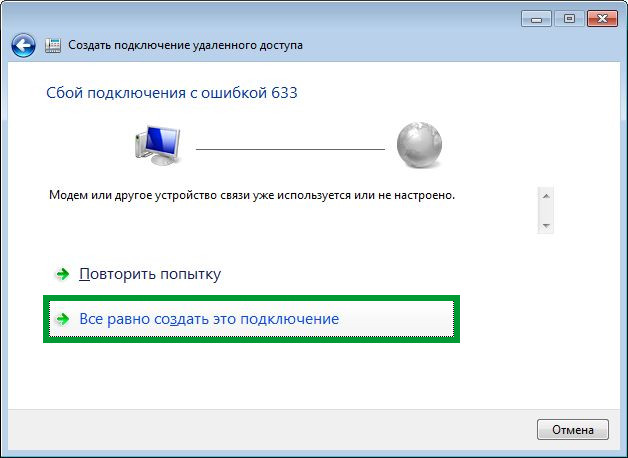 Создать подключение удаленного доступа
Сбой подключения с ошибкой 633
Модем или другое устройство связи уже используется или не настроено.
Повторить попытку
Все равно создать это подключение
Отмена